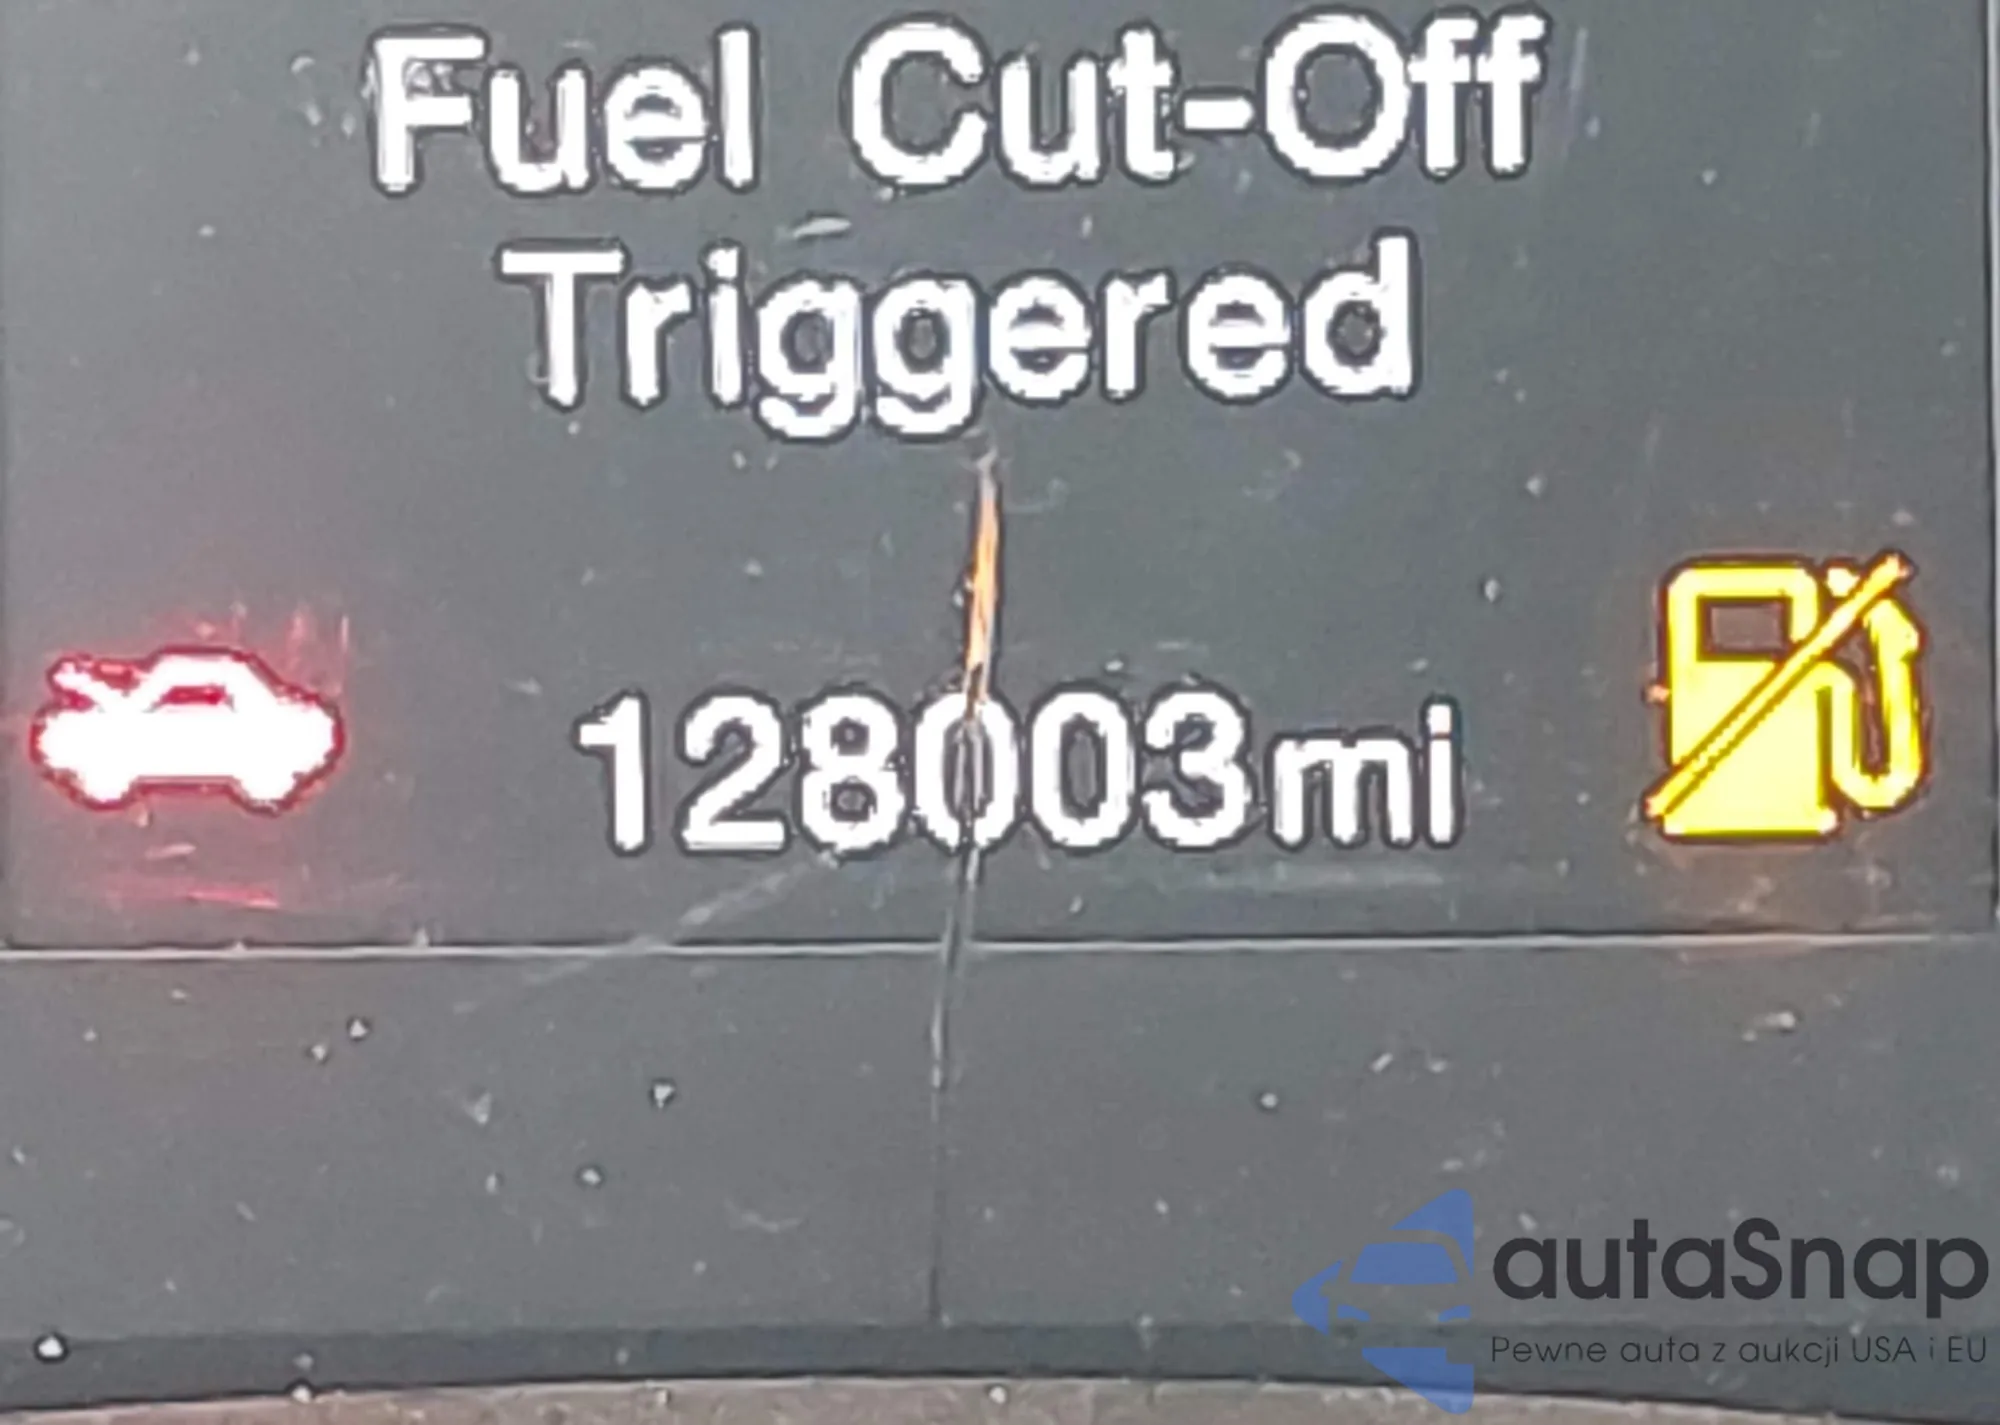 Fuel Cut-Off
Triggered
128003mi
autaSnap
Pewne auta z aukcji USA i EU